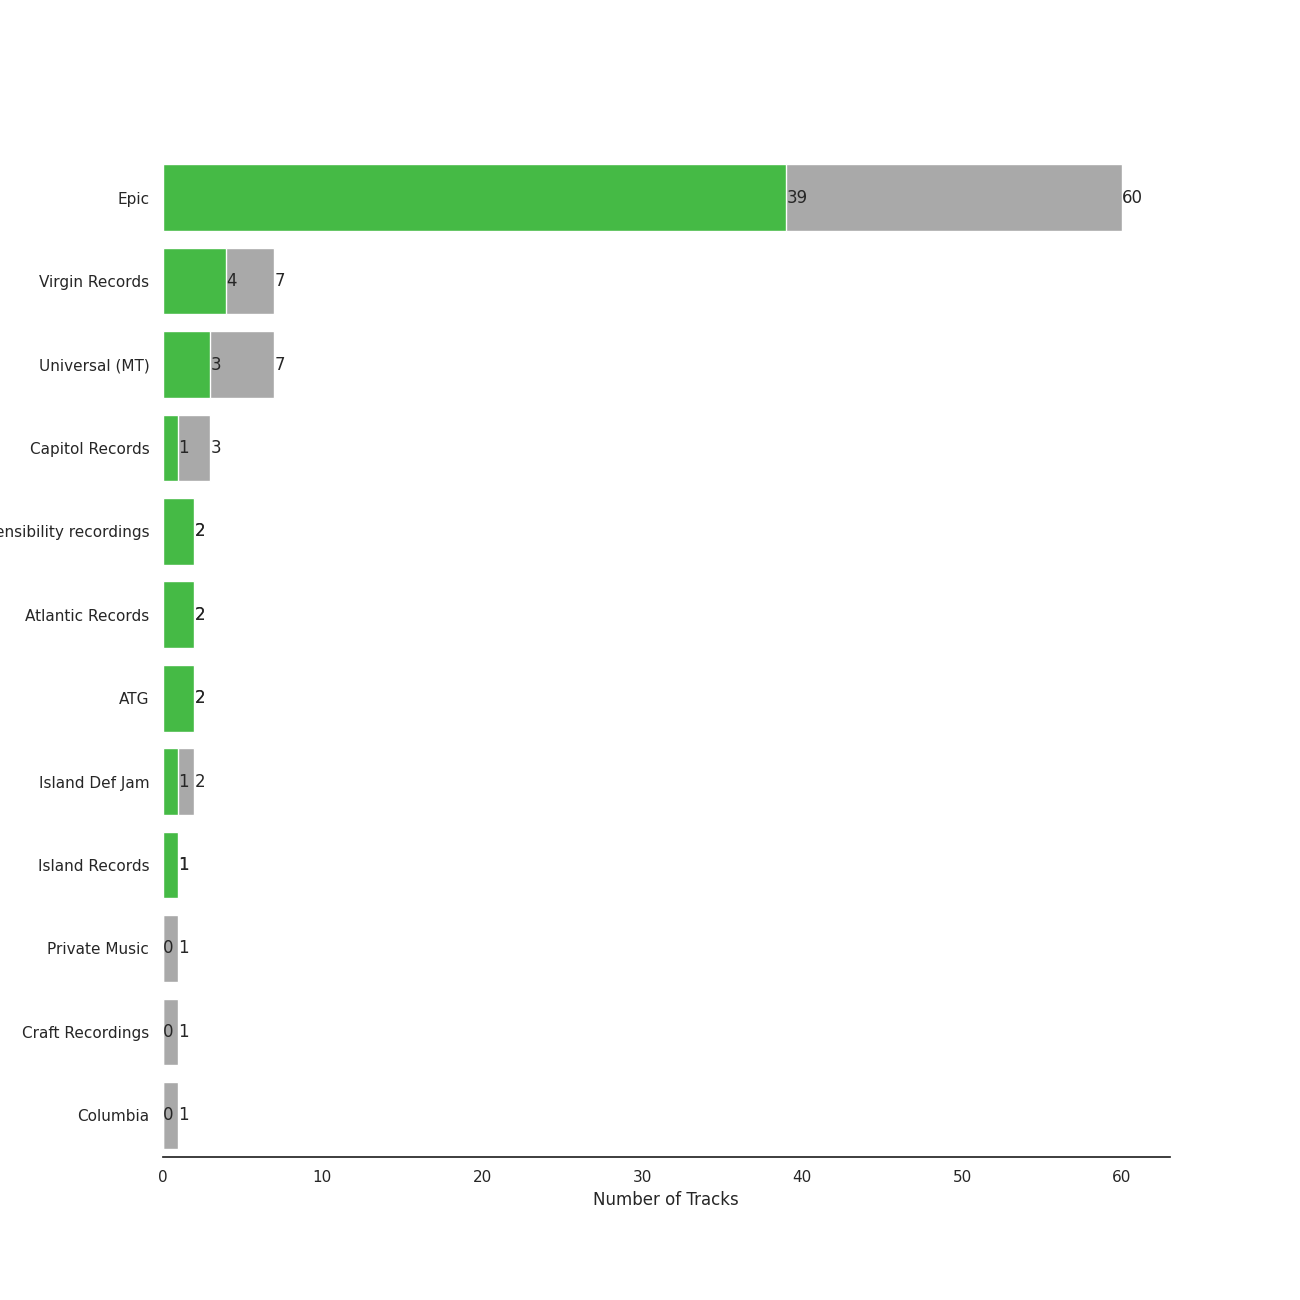 Epic 39 60
Virgin Records 4 7
Universal (MT) 3 7
Capitol Records 1 3
ensibility recordings 2
Atlantic Records 2
ATG 2
Island Def Jam 1 2
Island Records 1
Private Music 0 1
Craft Recordings 0 1
Columbia 0 1
0 10 20 30 40 50 60
Number of Tracks